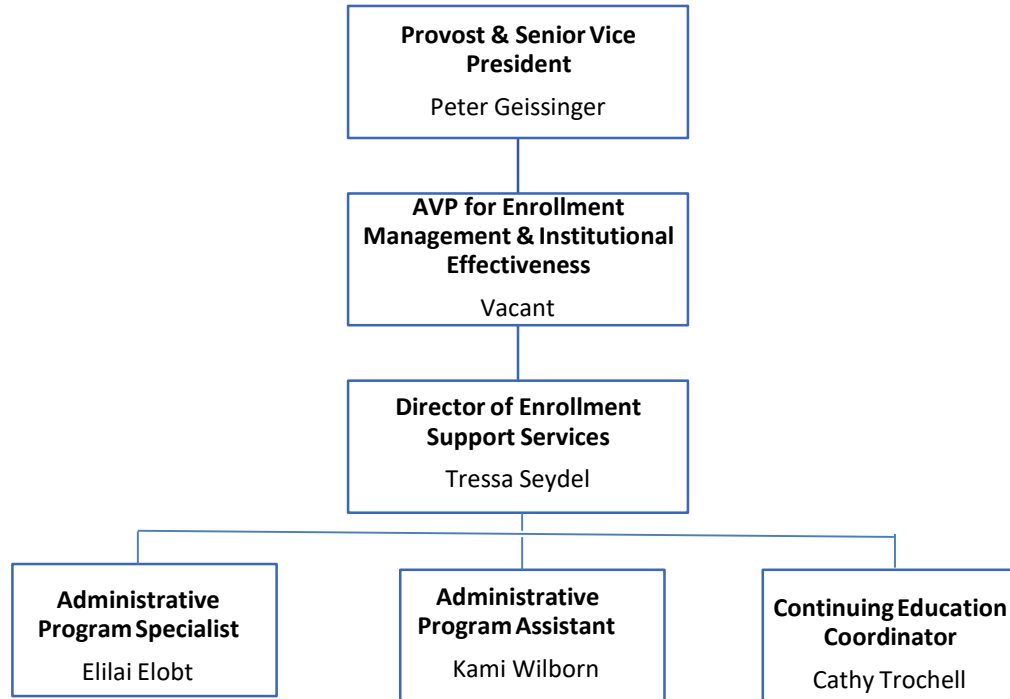 Provost & Senior Vice
President
Peter Geissinger
AVP for Enrollment
Management & Institutional
Effectiveness
Vacant
Director of Enrollment
Support Services
Tressa Seydel
Administrative
Program Specialist
Elilai Elobt
Administrative
Program Assistant
Kami Wilborn
Continuing Education
Coordinator
Cathy Trochell